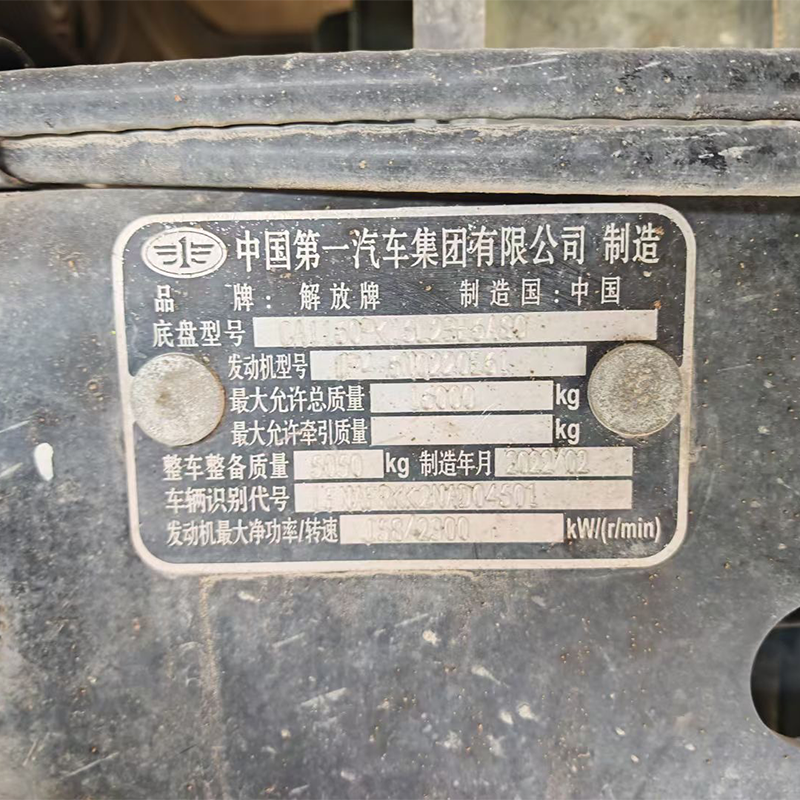 中国第一汽车集团有限公司 制造
品 牌: 解放牌 制造国: 中国
底盘型号
发动机型号
最大允许总质量 16000 kg
最大允许牵引质量 kg
整车整备质量 5050 kg 制造年月 2022/02
车辆识别代号
发动机最大净功率/转速 168/2300 kW/(r/min)